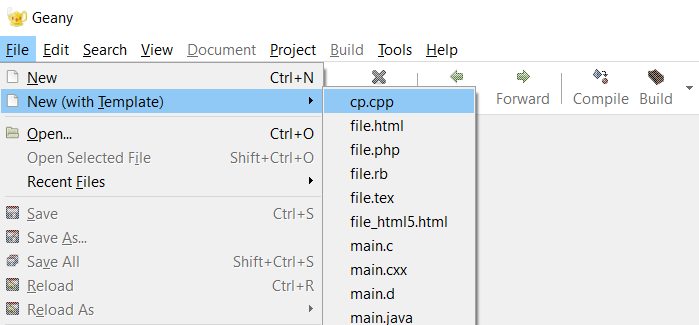 Geany
File Edit Search View Document Project Build Tools Help
New Ctrl+N
New (with Template)
Open... Ctrl+O
Open Selected File Shift+Ctrl+O
Recent Files
Save Ctrl+S
Save As...
Save All Shift+Ctrl+S
Reload Ctrl+R
Reload As
cp.cpp
file.html
file.php
file.rb
file.tex
file_html5.html
main.c
main.cxx
main.d
main.java
Forward Compile Build